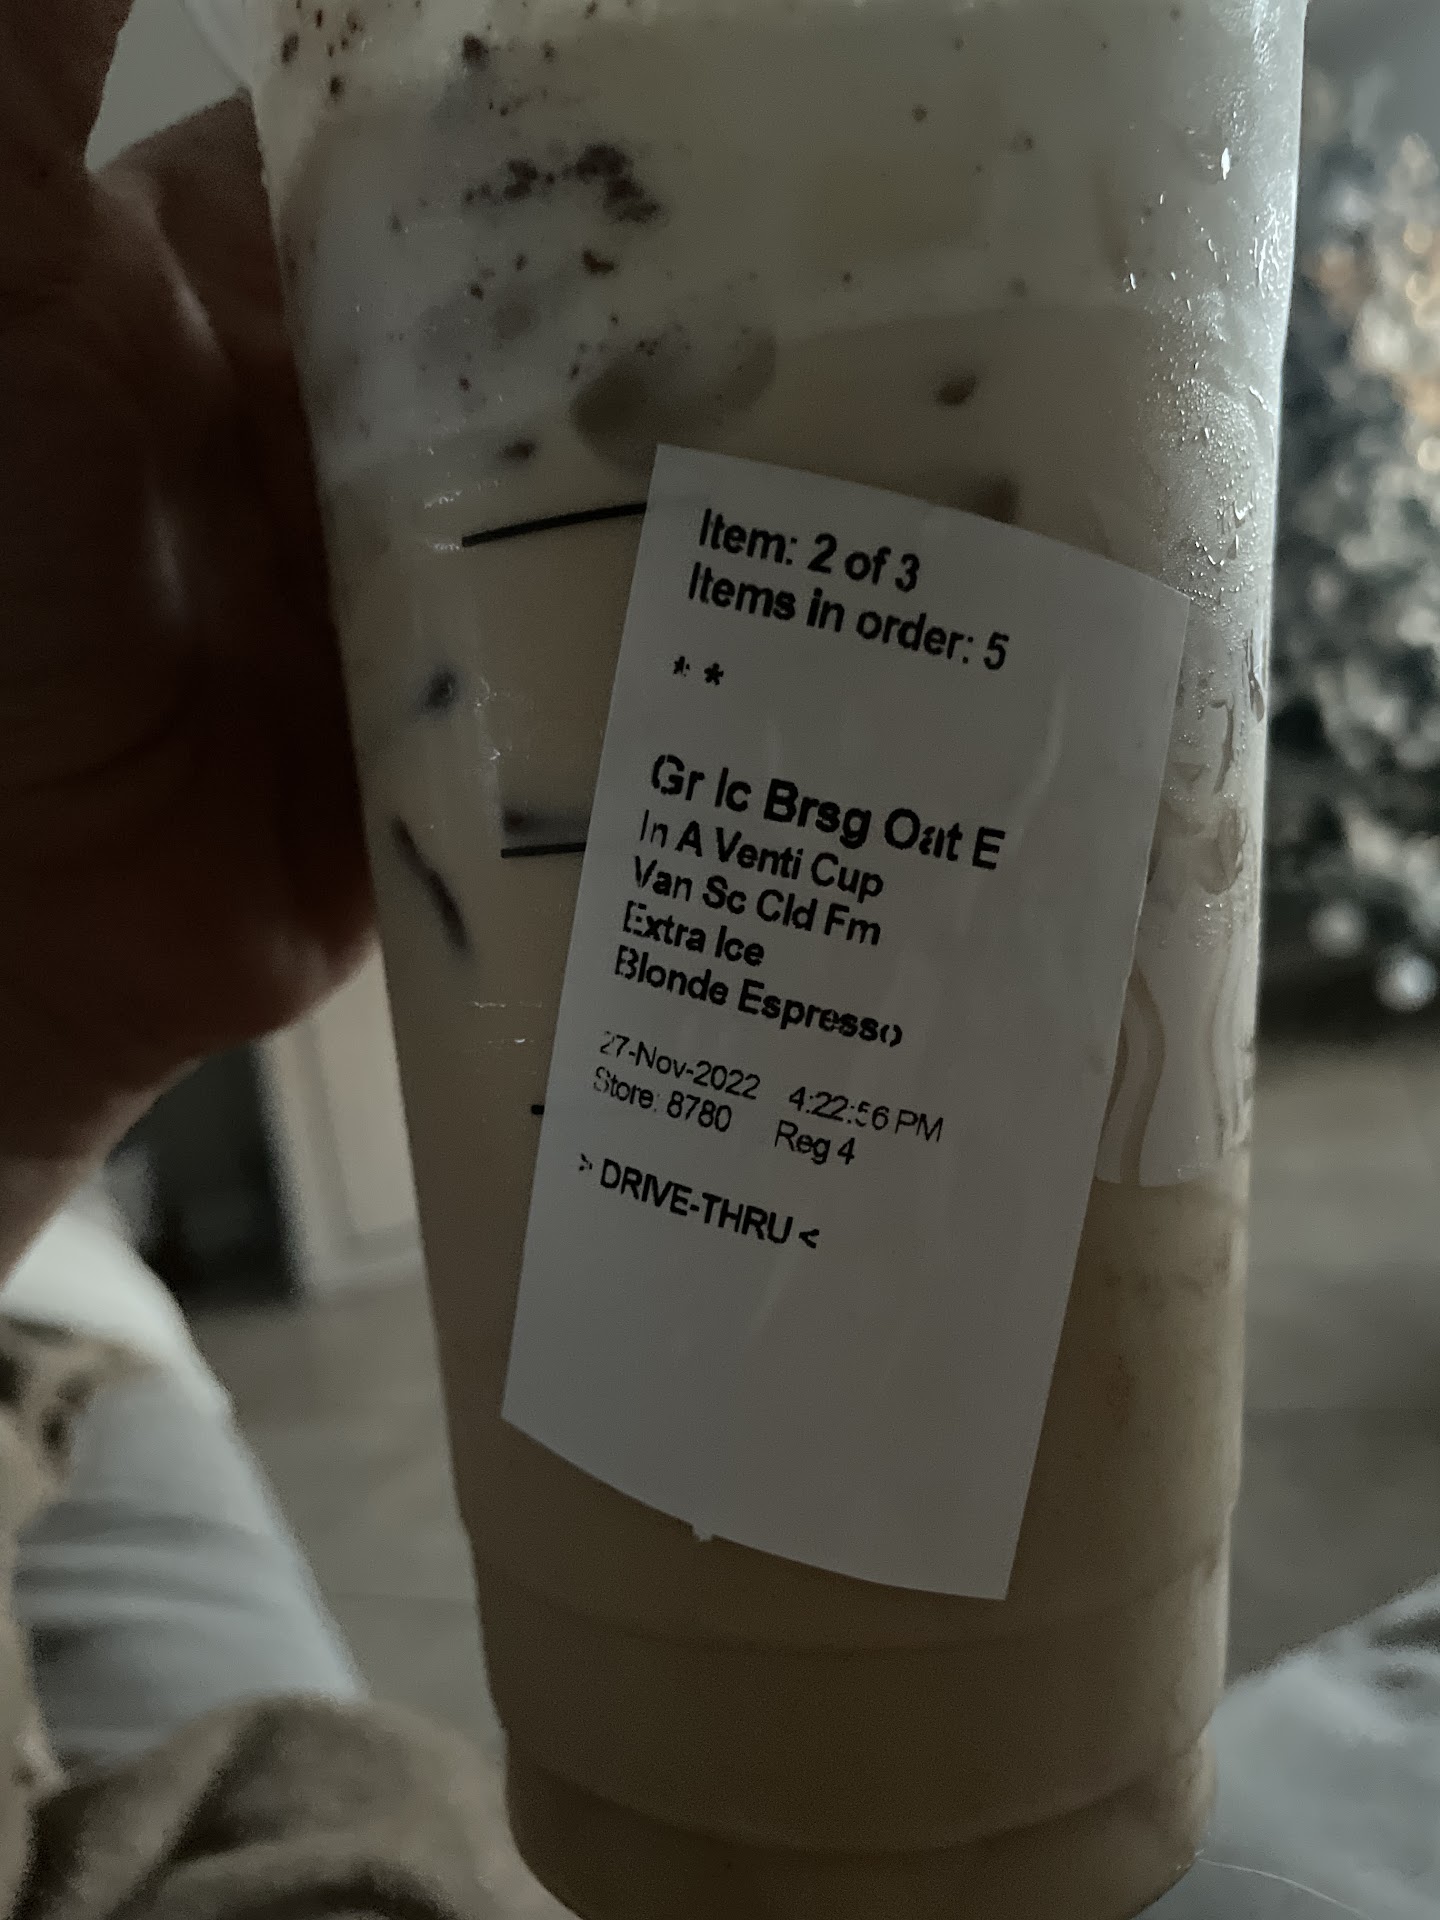 Item: 2 of 3
Items in order: 5
* *
Gr Ic Brsg Oat E
In A Venti Cup
Van Sc Cld Fm
Extra Ice
Blonde Espresso
27-Nov-2022 4:22:56 PM
Store: 8780 Reg 4
> DRIVE-THRU <